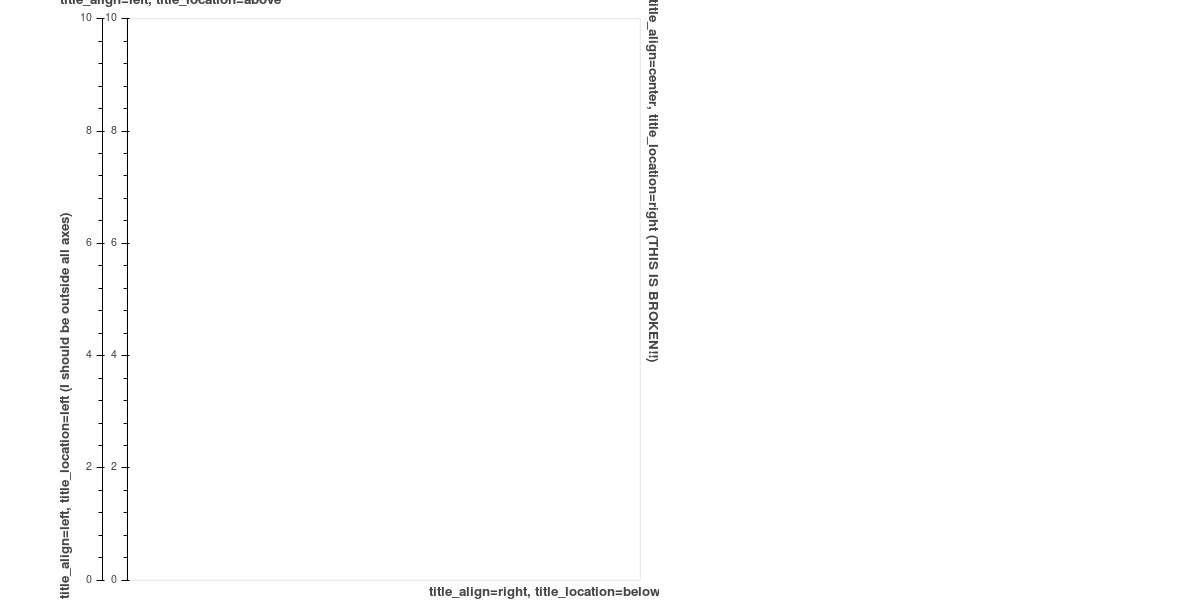 title_align=left, title_location=above
10 10
8 8
6 6
4 4
2 2
0 0
title_align=left, title_location=left (I should be outside all axes)
title_align=center, title_location=right (THIS IS BROKEN!!)
title_align=right, title_location=below